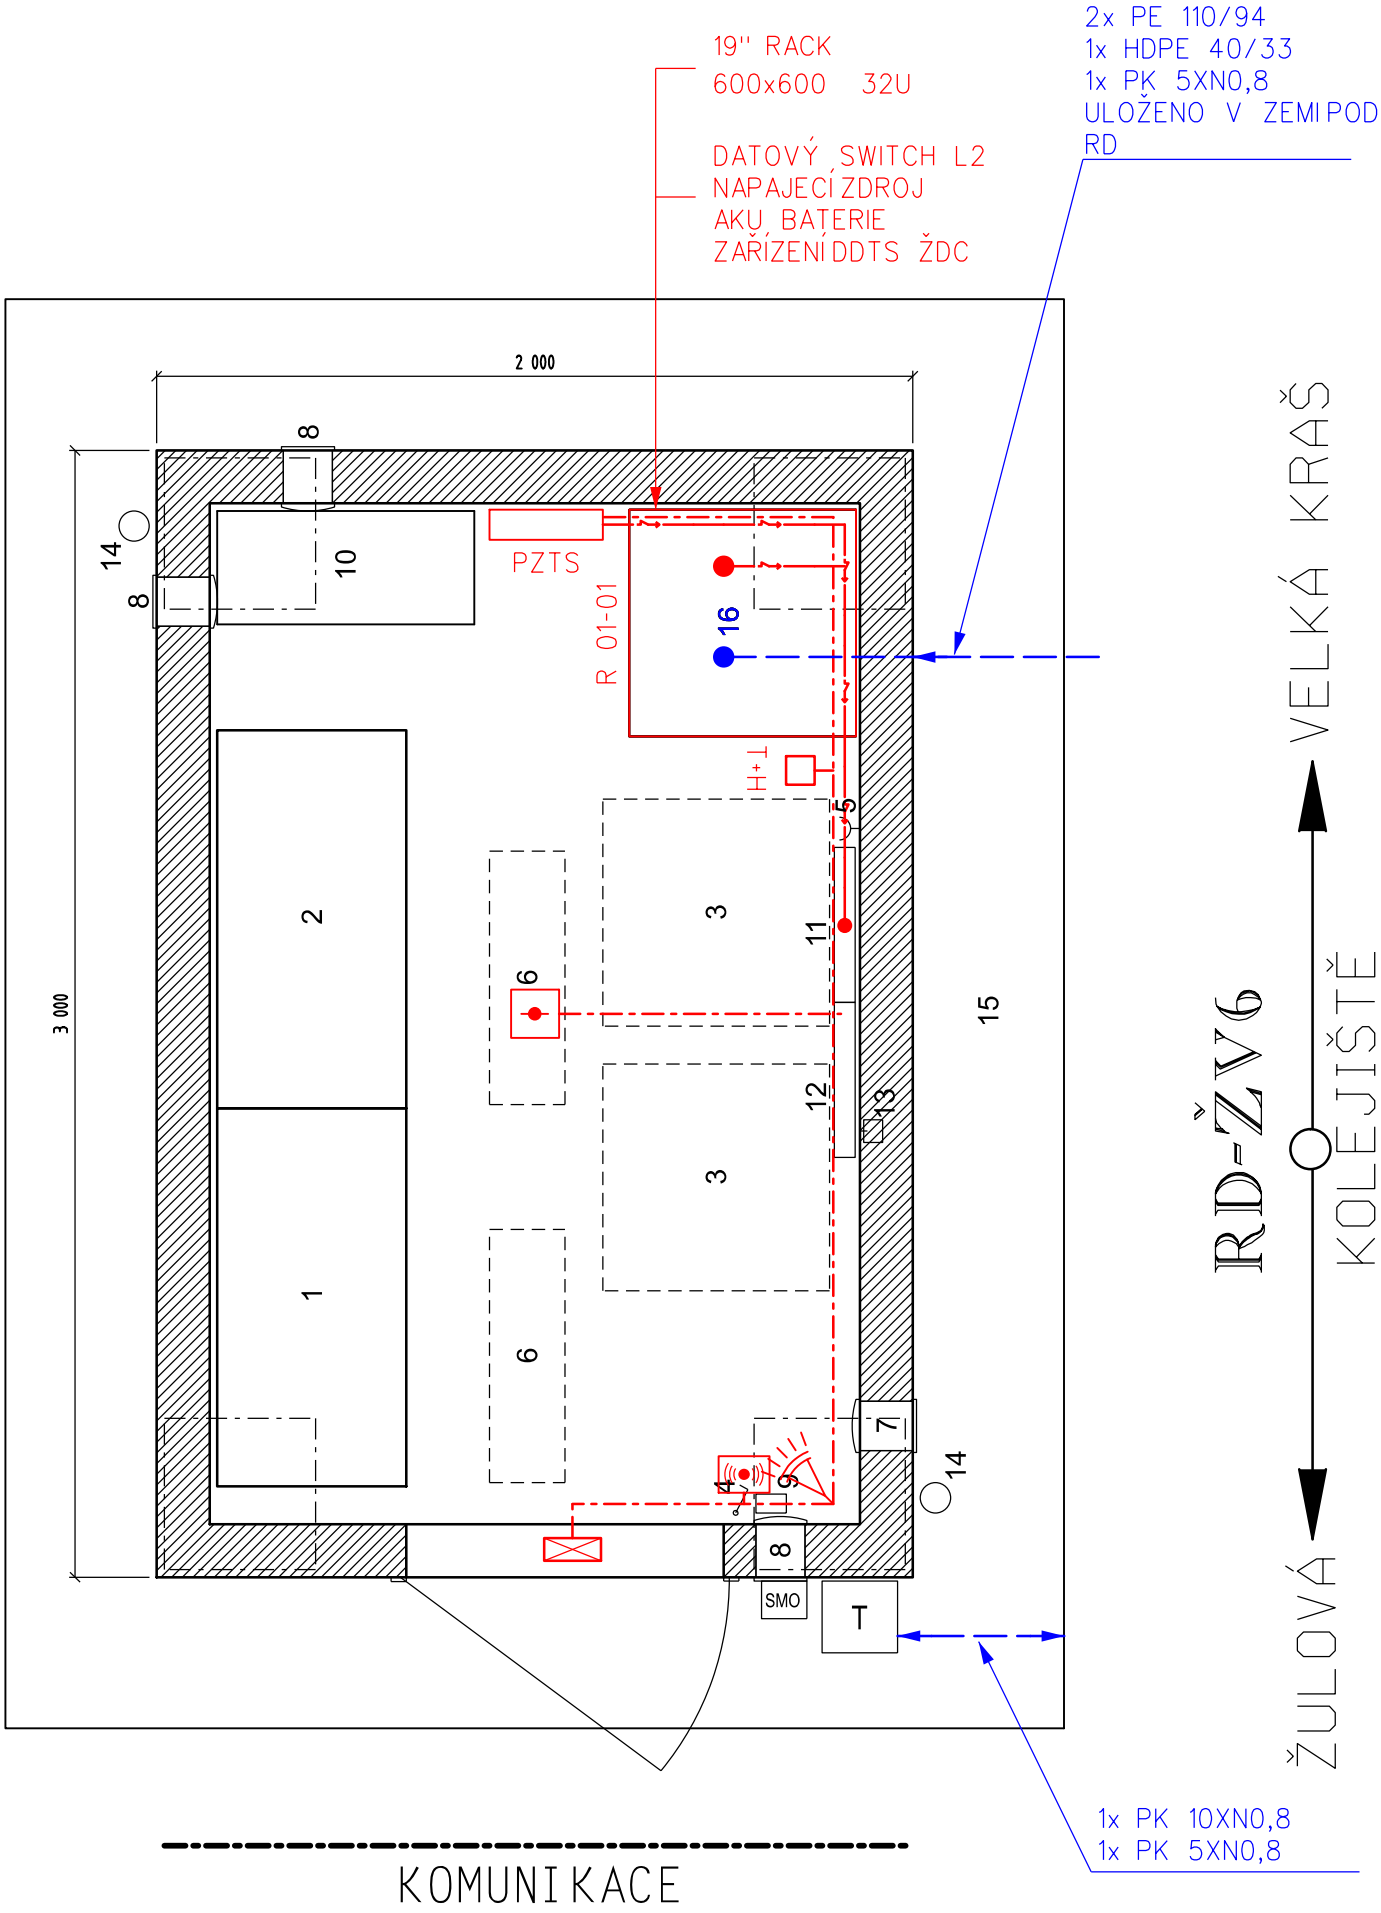 2x PE 110/94
1x HDPE 40/33
1x PK 5XN0,8
ULOŽENO V ZEMI POD
RD
19" RACK
600x600 32U
DATOVÝ SWITCH L2
NAPAJECÍ ZDROJ
AKU BATERIE
ZAŘÍZENÍ DDTS ŽDC
2 000
3 000
8
14
8
10
PZTS
R 01-01
16
T+H
5
2
3
11
6
15
12
13
3
1
6
7
4
9
14
8
SMO
T
VELKÁ KRAŠ
KOLEJIŠTĚ
RD-ŽV6
ŽULOVÁ
1x PK 10XN0,8
1x PK 5XN0,8
KOMUNIKACE